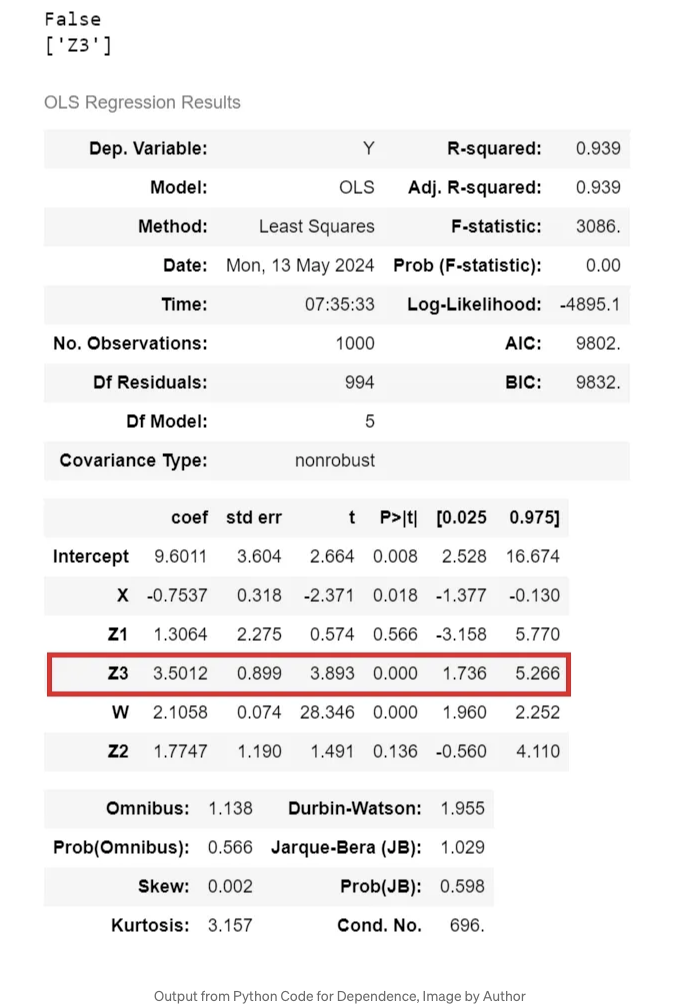 False
['Z3']
OLS Regression Results
Dep. Variable: Y R-squared: 0.939
Model: OLS Adj. R-squared: 0.939
Method: Least Squares F-statistic: 3086.
Date: Mon, 13 May 2024 Prob (F-statistic): 0.00
Time: 07:35:33 Log-Likelihood: -4895.1
No. Observations: 1000 AIC: 9802.
Df Residuals: 994 BIC: 9832.
Df Model: 5
Covariance Type: nonrobust
coef std err t P>|t| [0.025 0.975]
Intercept 9.6011 3.604 2.664 0.008 2.528 16.674
X -0.7537 0.318 -2.371 0.018 -1.377 -0.130
Z1 1.3064 2.275 0.574 0.566 -3.158 5.770
Z3 3.5012 0.899 3.893 0.000 1.736 5.266
W 2.1058 0.074 28.346 0.000 1.960 2.252
Z2 1.7747 1.190 1.491 0.136 -0.560 4.110
Omnibus: 1.138 Durbin-Watson: 1.955
Prob(Omnibus): 0.566 Jarque-Bera (JB): 1.029
Skew: 0.002 Prob(JB): 0.598
Kurtosis: 3.157 Cond. No. 696.
Output from Python Code for Dependence, Image by Author